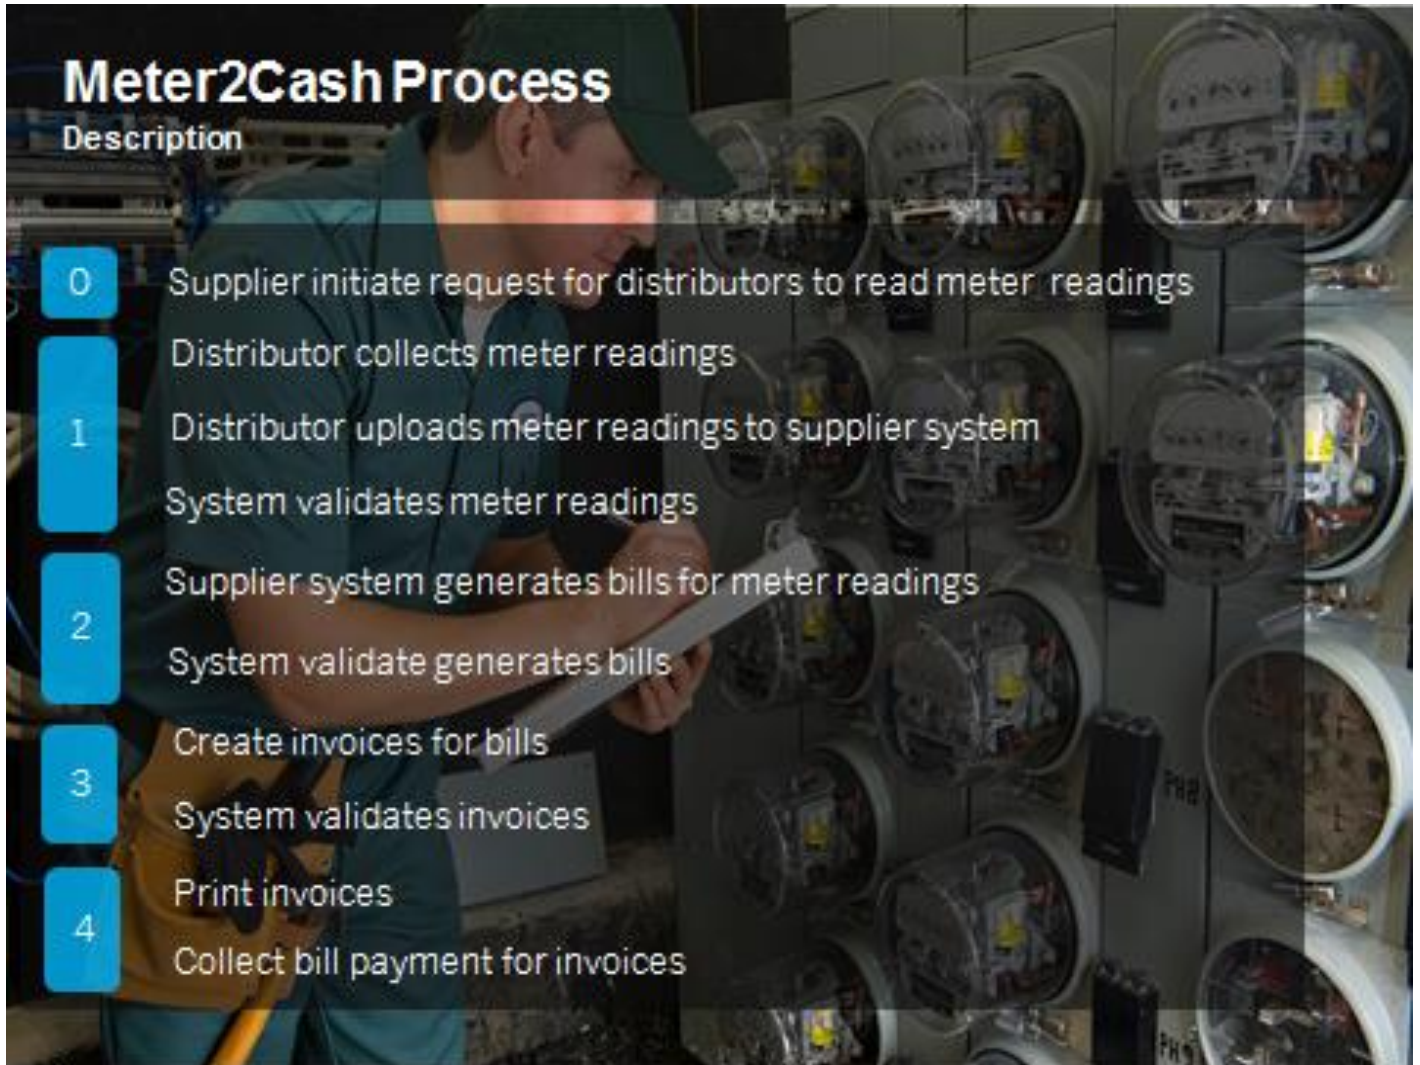 Meter2Cash Process
Description
0
Supplier initiate request for distributors to read meter readings
1
Distributor collects meter readings
Distributor uploads meter readings to supplier system
System validates meter readings
2
Supplier system generates bills for meter readings
System validate generates bills
3
Create invoices for bills
System validates invoices
4
Print invoices
Collect bill payment for invoices